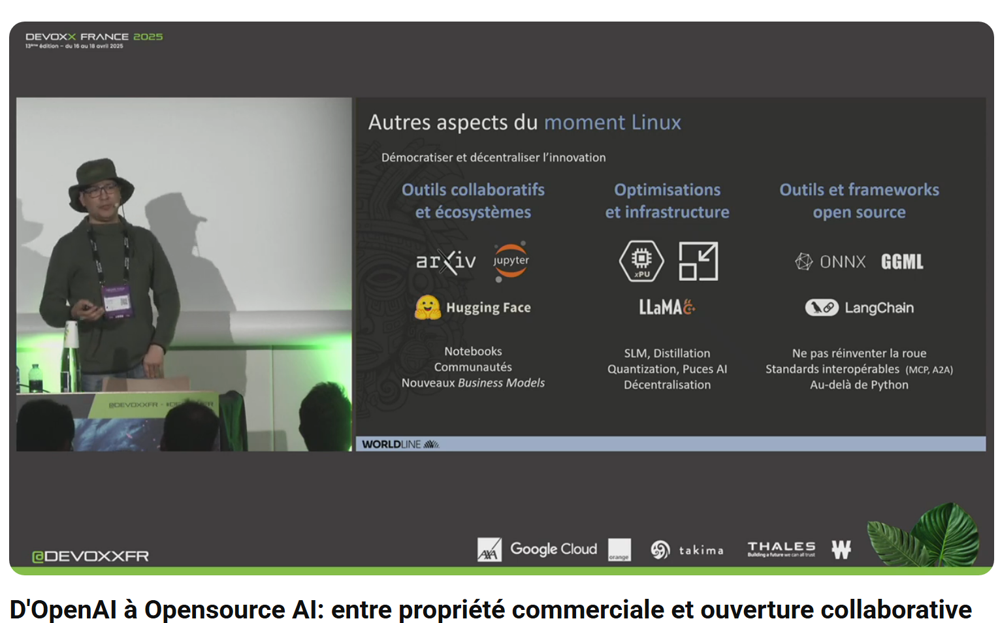 DEVOXX FRANCE 2025
13ème édition – du 16 au 18 avril 2025
Autres aspects du moment Linux
Démocratiser et décentraliser l'innovation
Outils collaboratifs
et écosystèmes
arXiv
jupyter
Hugging Face
Notebooks
Communautés
Nouveaux Business Models
Optimisations
et infrastructure
xPU
LLaMA C++
SLM, Distillation
Quantization, Puces AI
Décentralisation
Outils et frameworks
open source
ONNX
GGML
LangChain
Ne pas réinventer la roue
Standards interopérables (MCP, A2A)
Au-delà de Python
WORLDLINE
@DEVOXXFR
@DEVOXXFR
AXA
Google Cloud
orange
takima
THALES
Building a future we can all trust
W
D'OpenAI à Opensource AI: entre propriété commerciale et ouverture collaborative